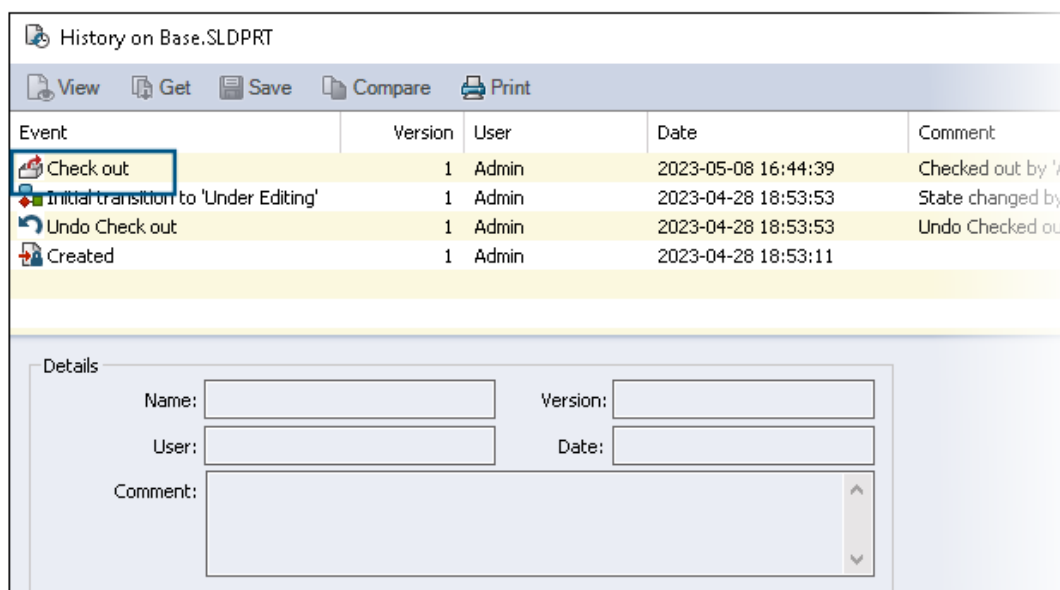 History on Base.SLDPRT
View Get Save Compare Print
Event Version User Date Comment
Check out 1 Admin 2023-05-08 16:44:39 Checked out by '
Initial transition to 'Under Editing' 1 Admin 2023-04-28 18:53:53 State changed by
Undo Check out 1 Admin 2023-04-28 18:53:53 Undo Checked
Created 1 Admin 2023-04-28 18:53:11
Details
Name: Version:
User: Date:
Comment: